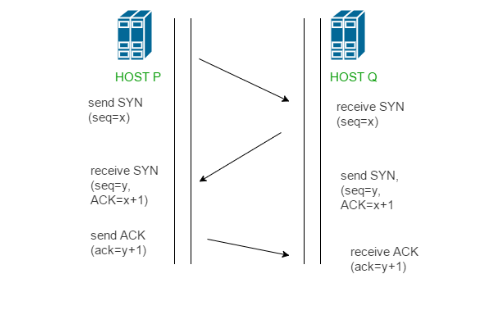 HOST P
HOST Q
send SYN
(seq=x)
receive SYN
(seq=x)
receive SYN
(seq=y,
ACK=x+1)
send SYN,
(seq=y,
ACK=x+1
send ACK
(ack=y+1)
receive ACK
(ack=y+1)